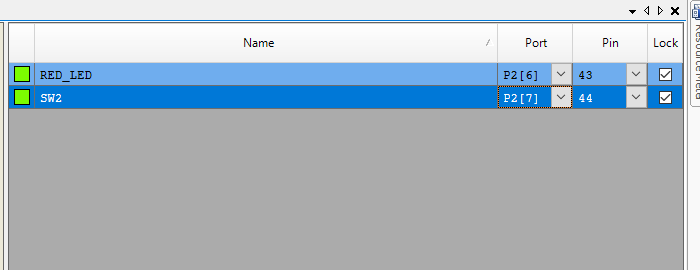 Name / Port Pin Lock
RED_LED P2[6] 43
SW2 P2[7] 44